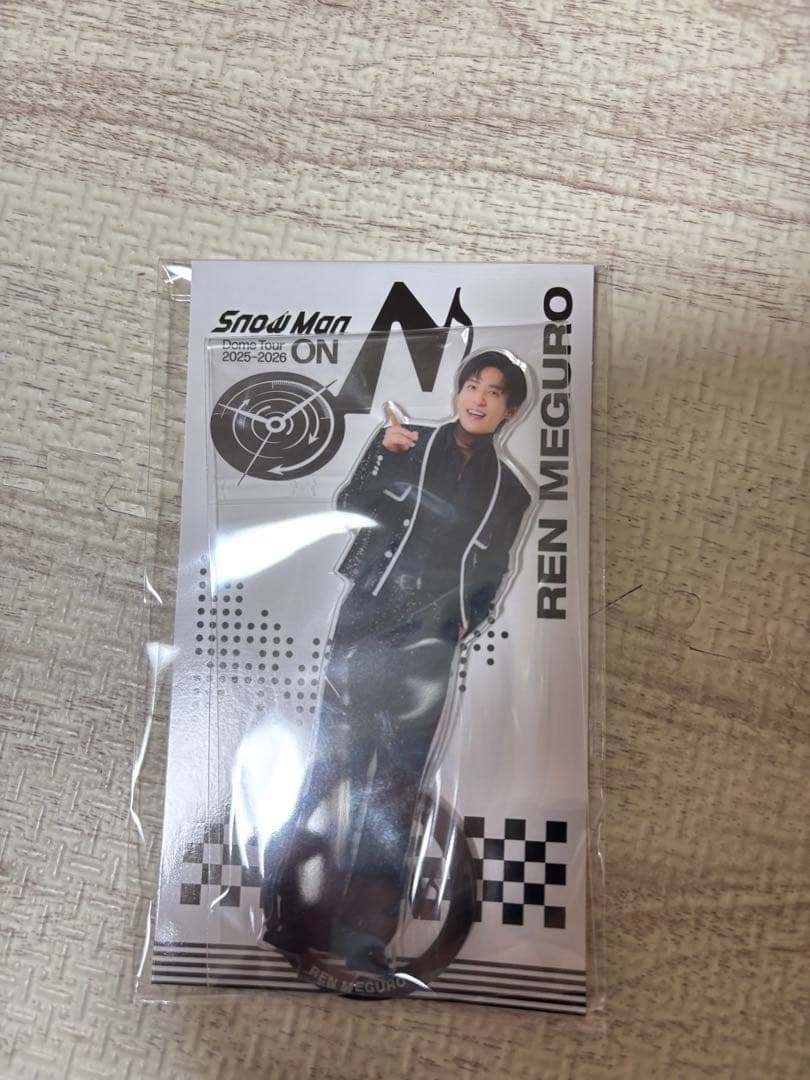 Snow Man
Dome Tour
2025-2026 ON
REN MEGURO
REN MEGURO